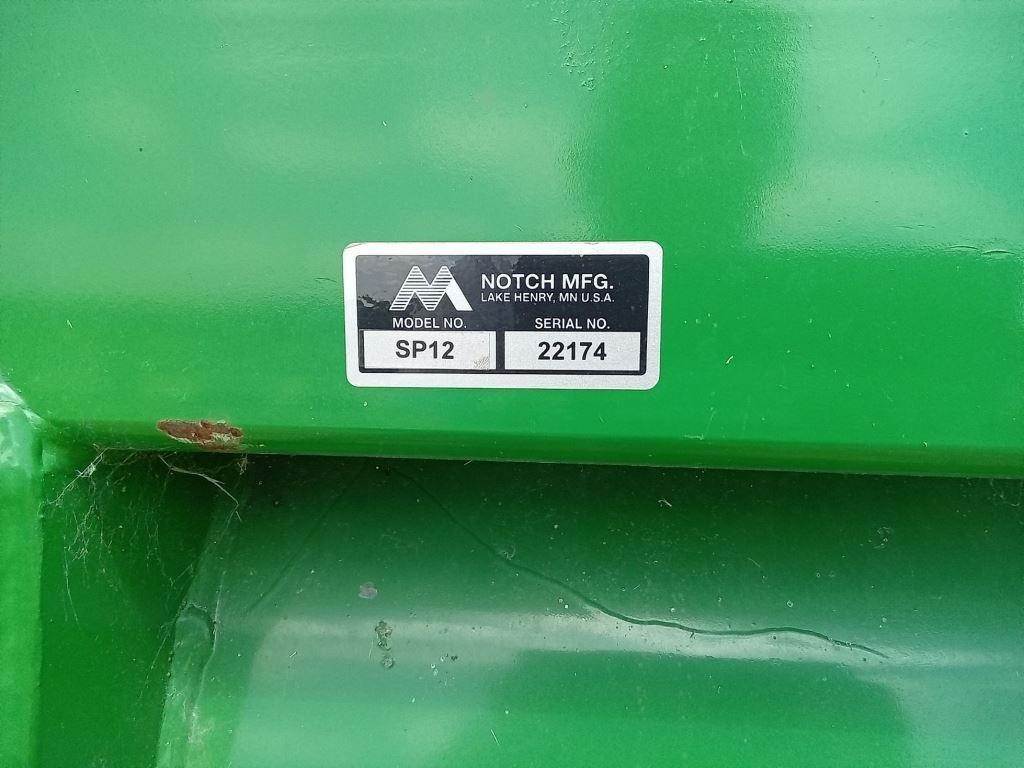 NOTCH MFG.
LAKE HENRY, MN U.S.A.
MODEL NO. SERIAL NO.
SP12 22174